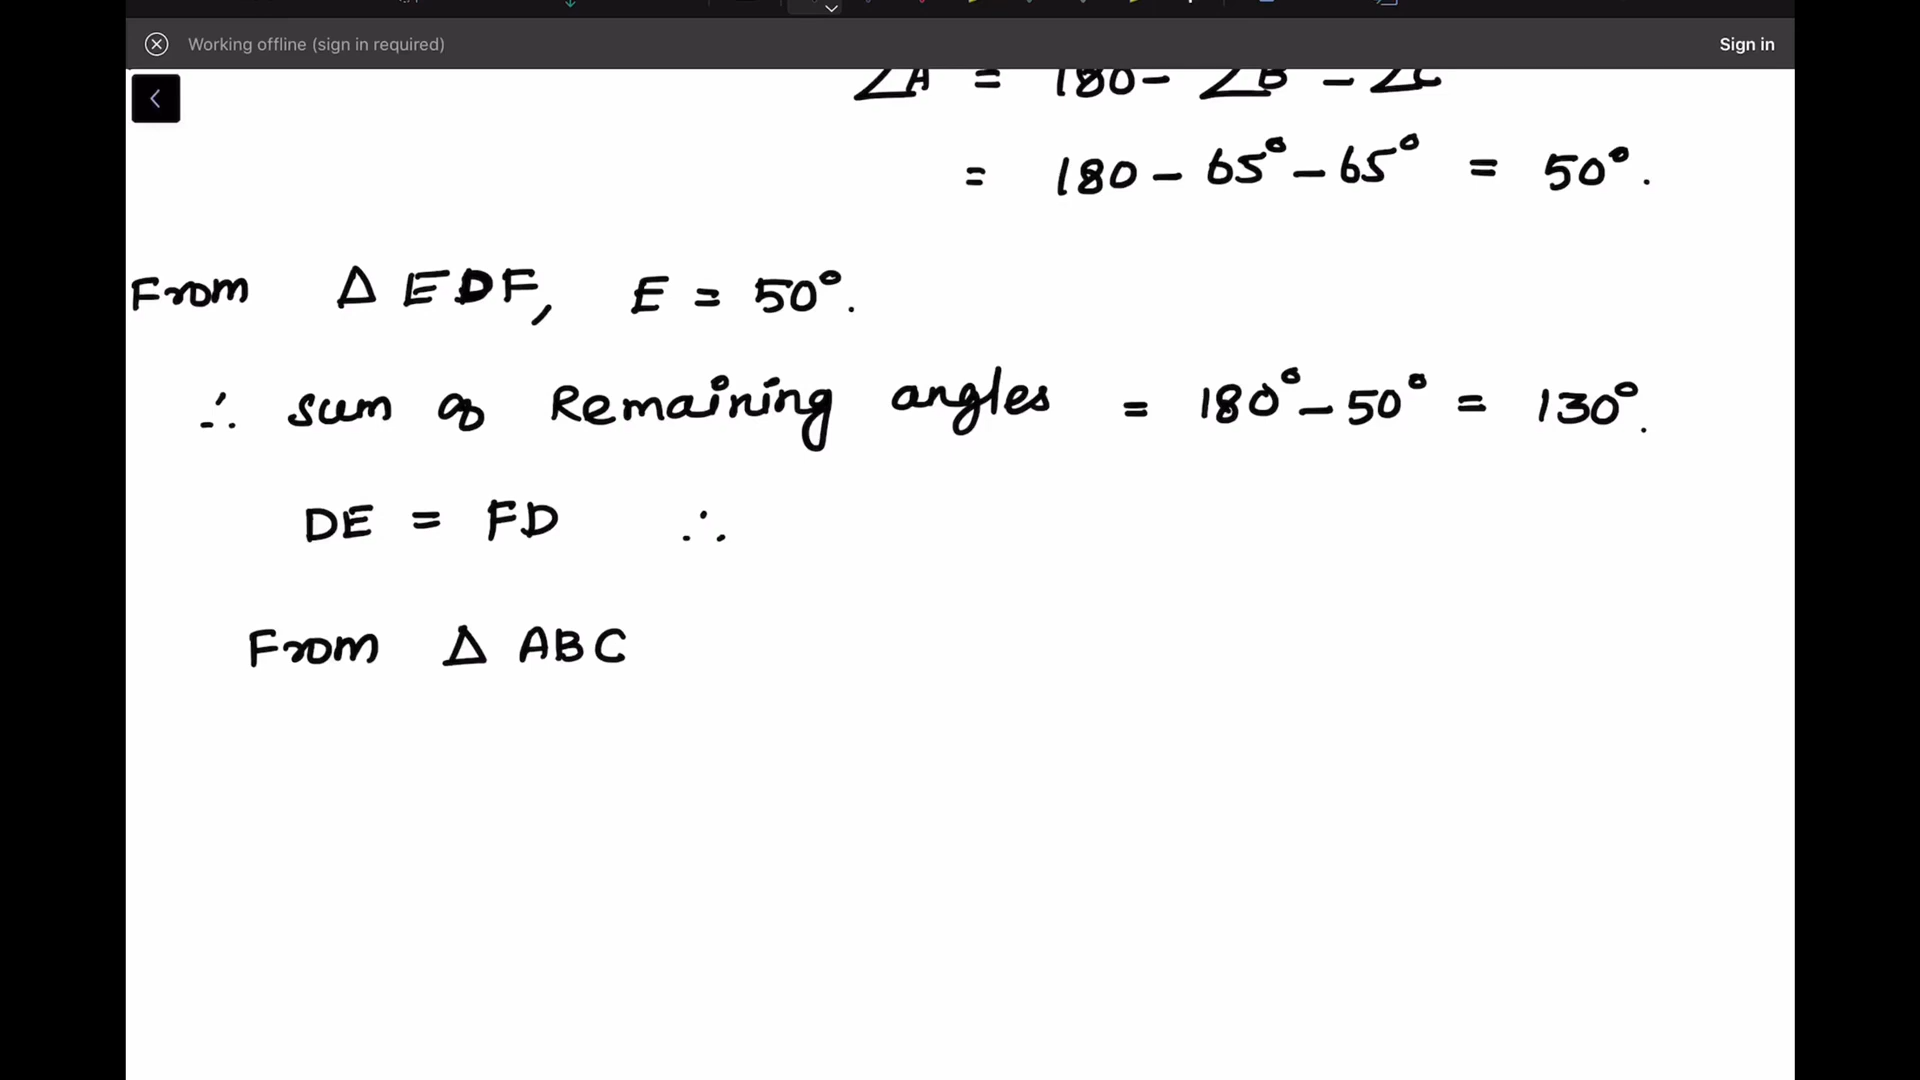 Working offline (sign in required) Sign in
∠A = 180 - ∠B - ∠C
= 180 - 65° - 65° = 50°.
From Δ EDF, E = 50°.
∴ sum of Remaining angles = 180° - 50° = 130°.
DE = FD ∴
From Δ ABC